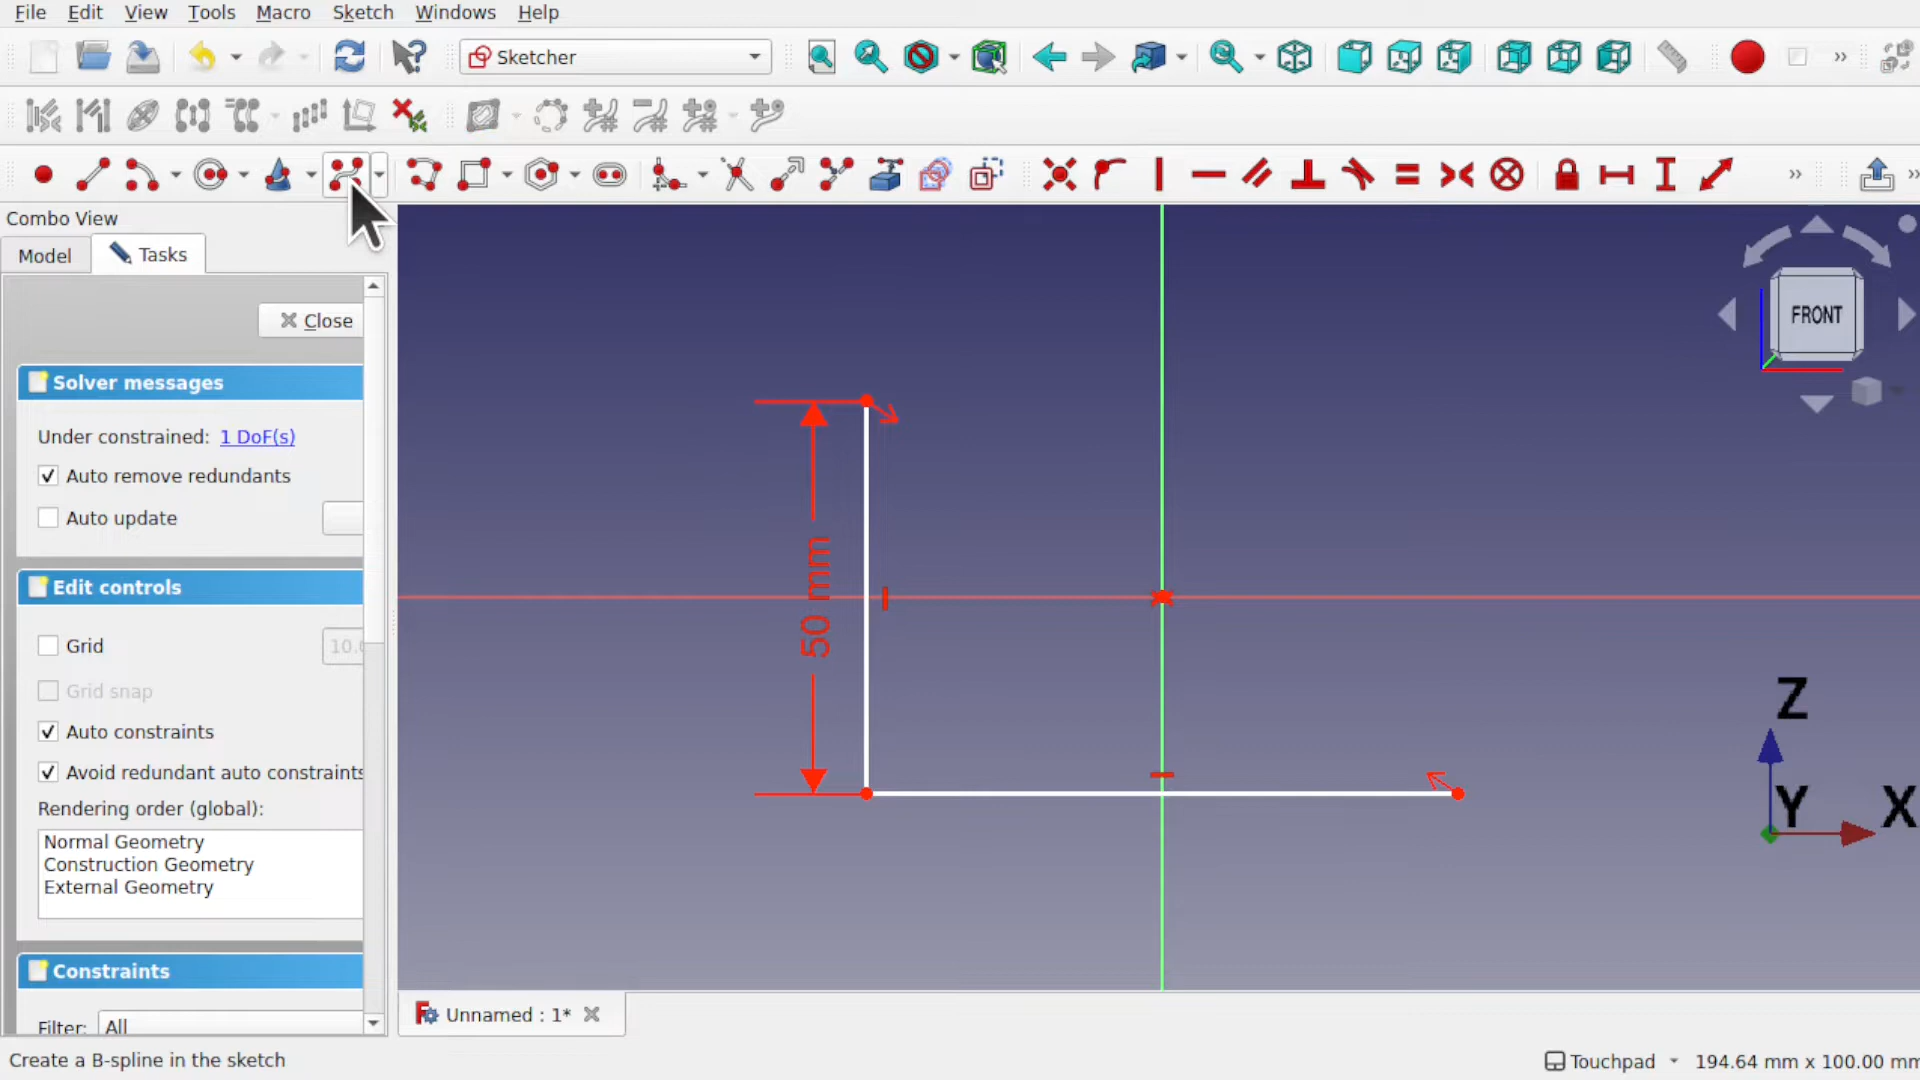 File Edit View Tools Macro Sketch Windows Help
Sketcher
Combo View
Model Tasks
Close
Solver messages
Under constrained: 1 DoF(s)
Auto remove redundants
Auto update
Edit controls
Grid
Grid snap
Auto constraints
Avoid redundant auto constraints
Rendering order (global):
Normal Geometry
Construction Geometry
External Geometry
Constraints
Filter: All
50 mm
FRONT
Z
Y X
Unnamed : 1*
Create a B-spline in the sketch
Touchpad 194.64 mm x 100.00 mm